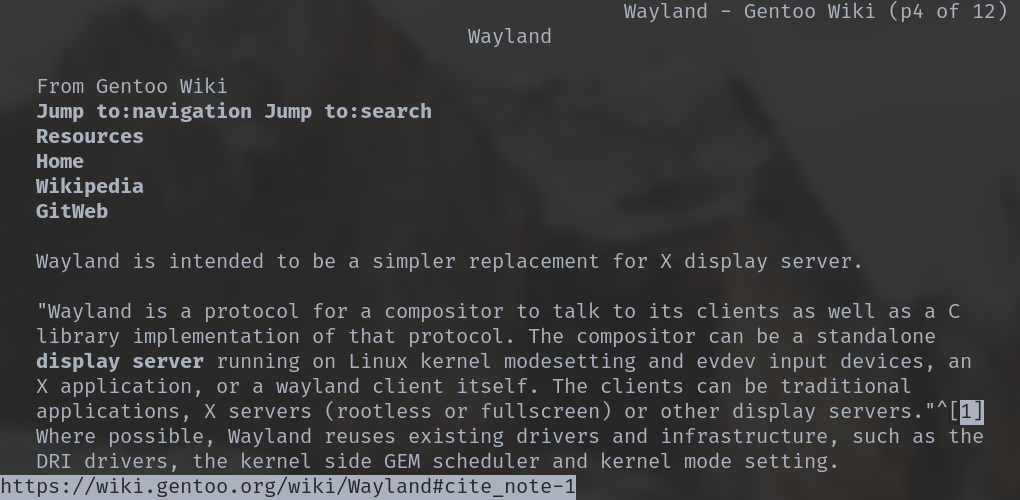 Wayland - Gentoo Wiki (p4 of 12)
Wayland
From Gentoo Wiki
Jump to:navigation Jump to:search
Resources
Home
Wikipedia
GitWeb
Wayland is intended to be a simpler replacement for X display server.
"Wayland is a protocol for a compositor to talk to its clients as well as a C
library implementation of that protocol. The compositor can be a standalone
display server running on Linux kernel modesetting and evdev input devices, an
X application, or a wayland client itself. The clients can be traditional
applications, X servers (rootless or fullscreen) or other display servers."^[1]
Where possible, Wayland reuses existing drivers and infrastructure, such as the
DRI drivers, the kernel side GEM scheduler and kernel mode setting.
https://wiki.gentoo.org/wiki/Wayland#cite_note-1